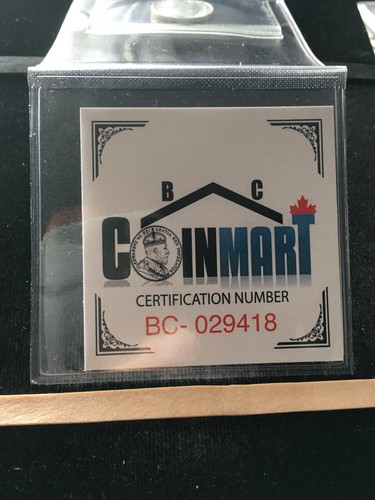 B C
COINMART
CERTIFICATION NUMBER
BC- 029418